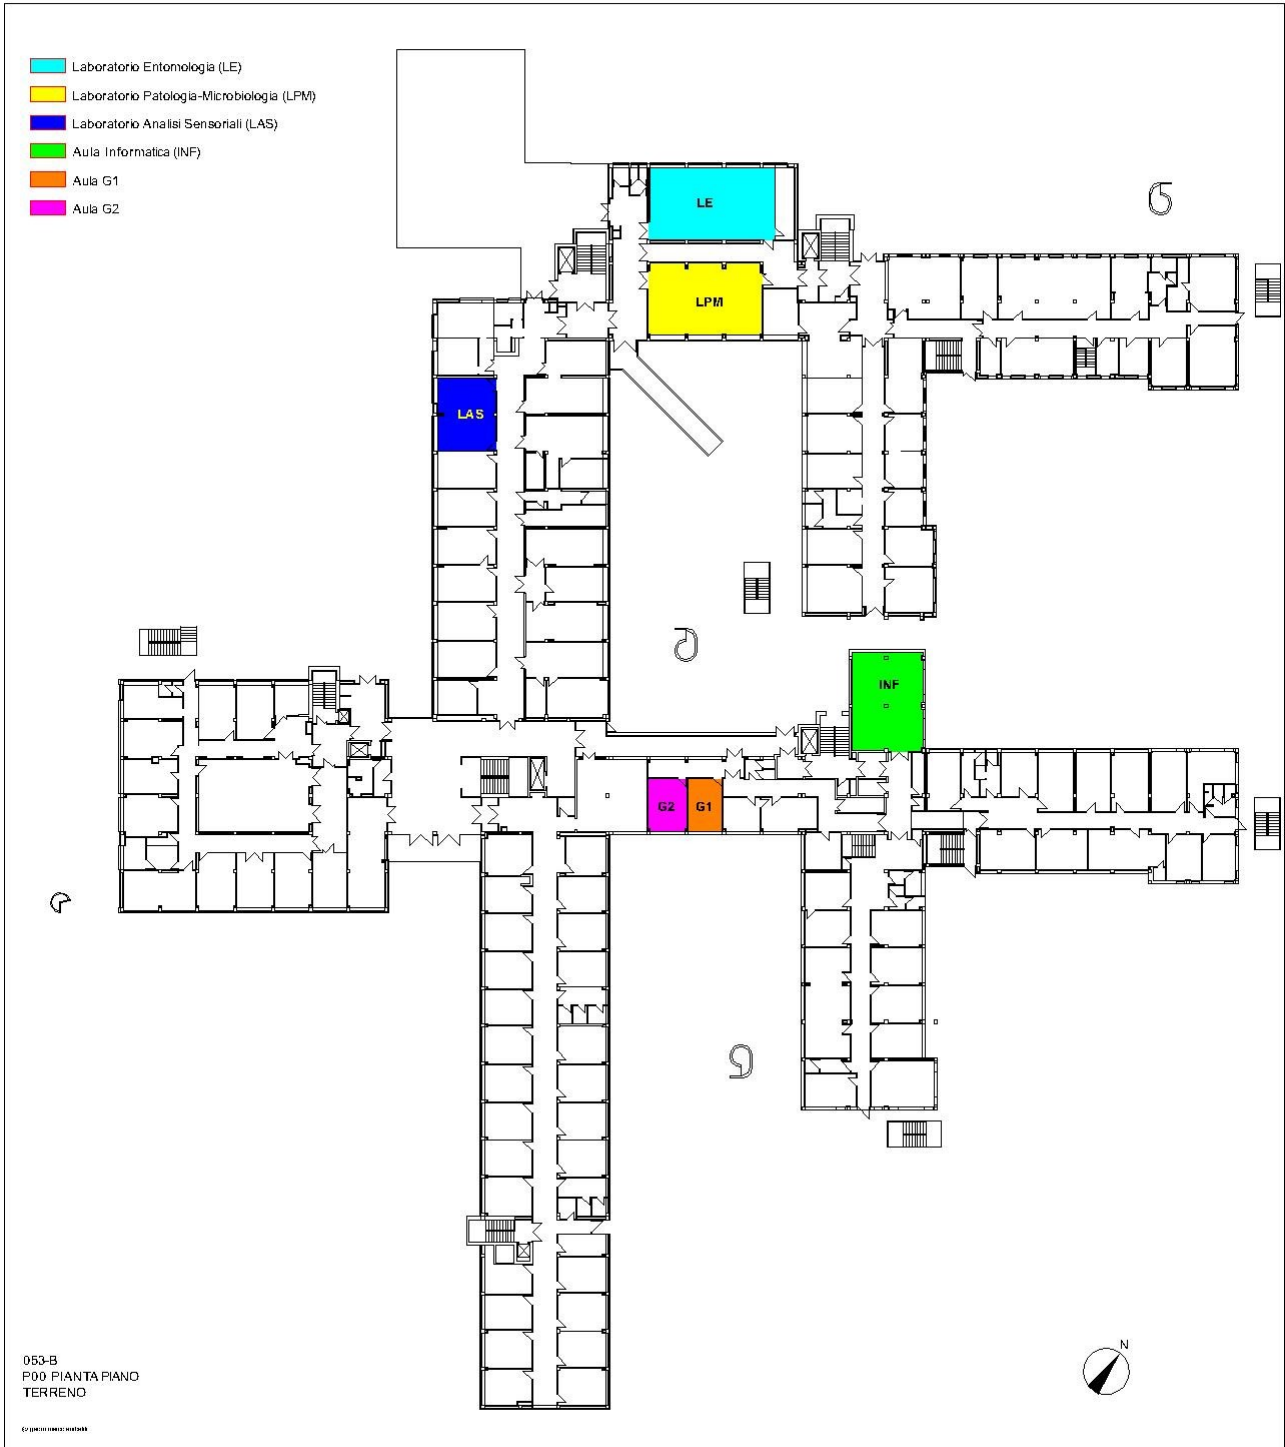 Laboratorio Entomologia (LE)
Laboratorio Patologia-Microbiologia (LPM)
Laboratorio Analisi Sensoriali (LAS)
Aula Informatica (INF)
Aula G1
Aula G2
LE
LPM
LAS
INF
G2
G1
N
053-B
P00 PIANTA PIANO
TERRENO